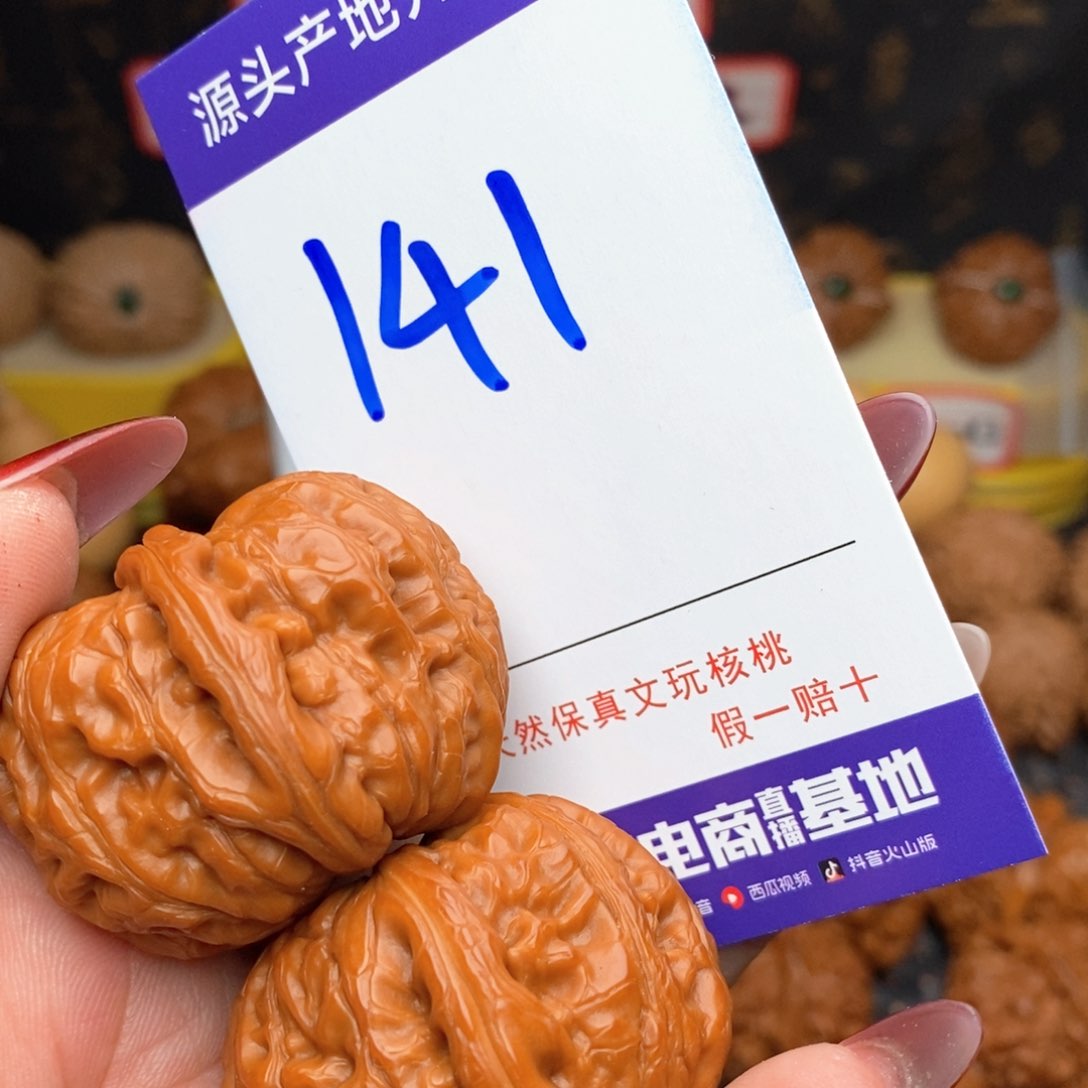 源头产地
141
然保真文玩核桃
假一赔十
电商直播基地
音 西瓜视频 抖音火山版